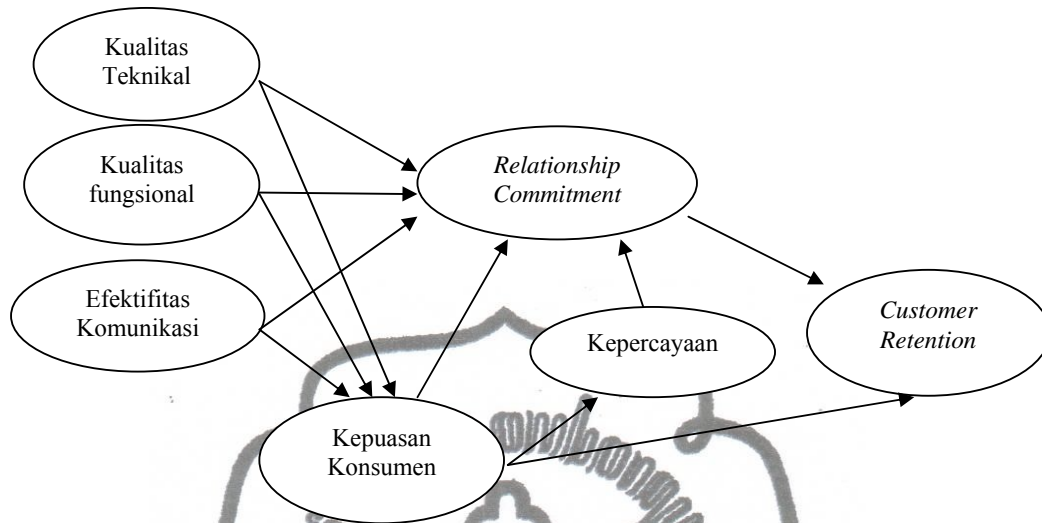 Kualitas
Teknikal
Kualitas
fungsional
Efektifitas
Komunikasi
Relationship
Commitment
Kepercayaan
Customer
Retention
Kepuasan
Konsumen